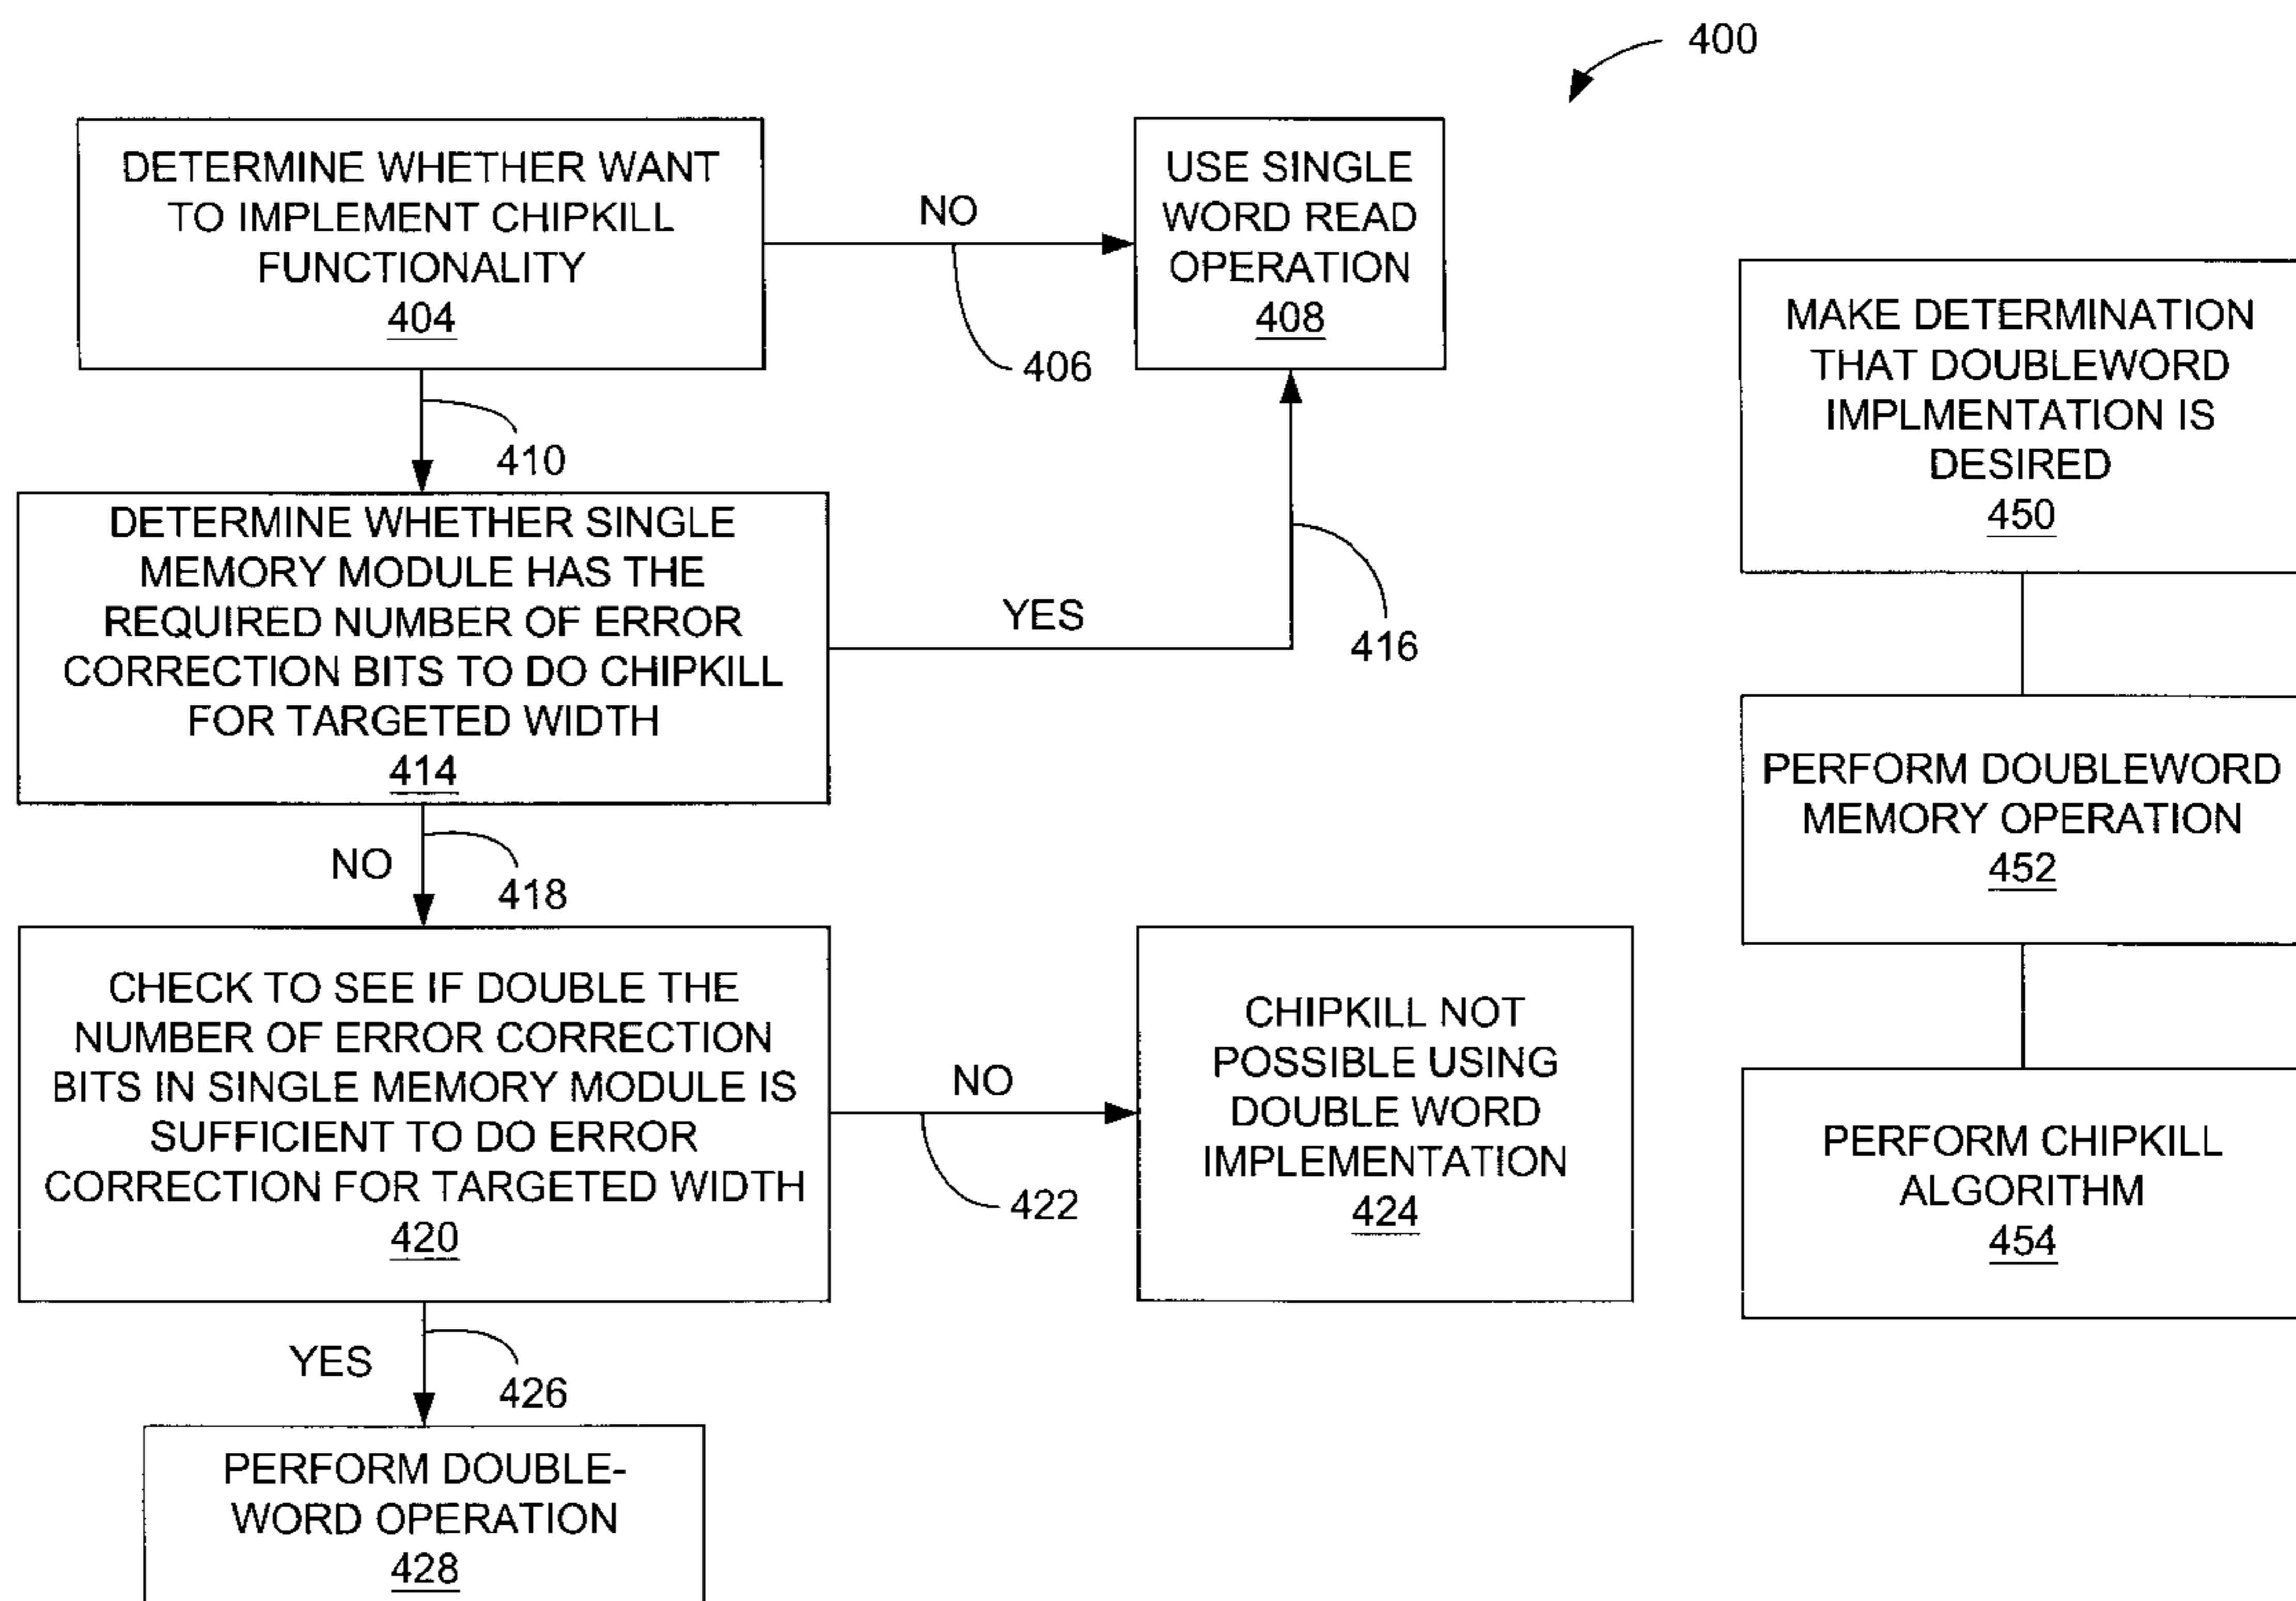 400
DETERMINE WHETHER WANT
TO IMPLEMENT CHIPKILL
FUNCTIONALITY
404
NO
406
USE SINGLE
WORD READ
OPERATION
408
410
DETERMINE WHETHER SINGLE
MEMORY MODULE HAS THE
REQUIRED NUMBER OF ERROR
CORRECTION BITS TO DO CHIPKILL
FOR TARGETED WIDTH
414
YES
416
NO
418
CHECK TO SEE IF DOUBLE THE
NUMBER OF ERROR CORRECTION
BITS IN SINGLE MEMORY MODULE IS
SUFFICIENT TO DO ERROR
CORRECTION FOR TARGETED WIDTH
420
NO
422
CHIPKILL NOT
POSSIBLE USING
DOUBLE WORD
IMPLEMENTATION
424
YES
426
PERFORM DOUBLE-
WORD OPERATION
428
MAKE DETERMINATION
THAT DOUBLEWORD
IMPLMENTATION IS
DESIRED
450
PERFORM DOUBLEWORD
MEMORY OPERATION
452
PERFORM CHIPKILL
ALGORITHM
454